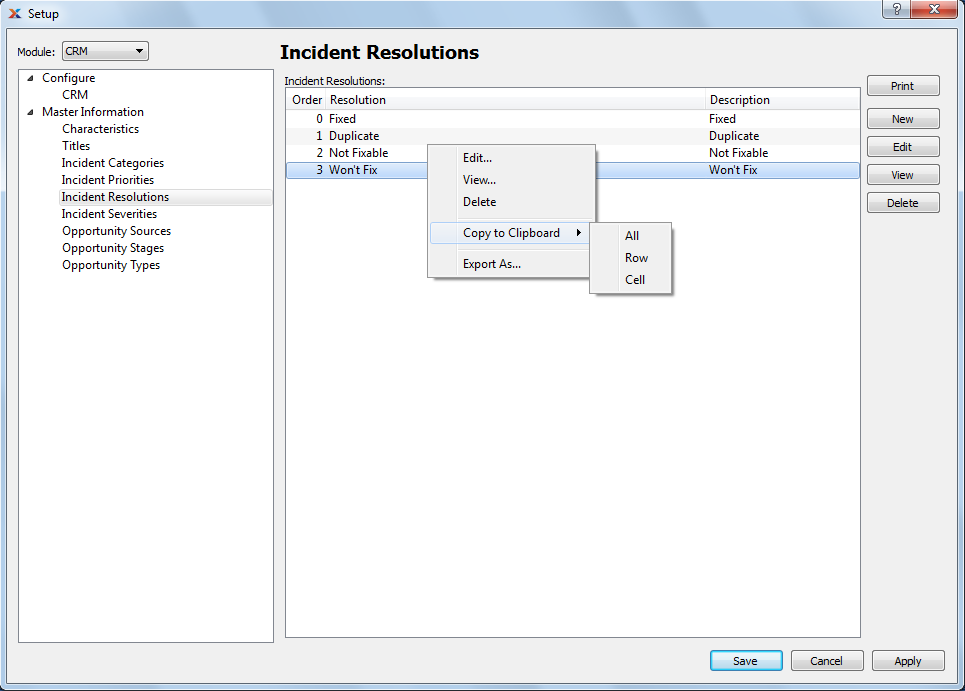 Setup
?
Module: CRM
Incident Resolutions
Configure
CRM
Master Information
Characteristics
Titles
Incident Categories
Incident Priorities
Incident Resolutions
Incident Severities
Opportunity Sources
Opportunity Stages
Opportunity Types
Incident Resolutions:
Order Resolution Description
0 Fixed Fixed
1 Duplicate Duplicate
2 Not Fixable Not Fixable
3 Won't Fix Won't Fix
Edit...
View...
Delete
Copy to Clipboard
Export As...
All
Row
Cell
Print
New
Edit
View
Delete
Save Cancel Apply